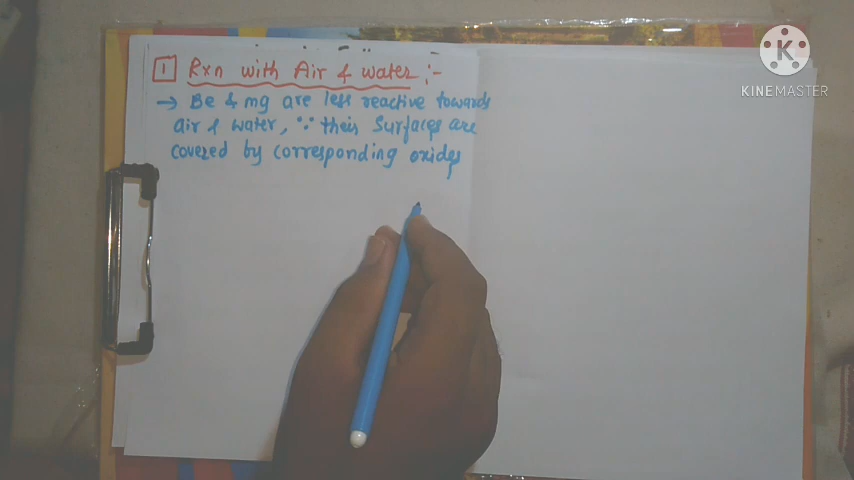 1 Rxn with Air & water :-
→ Be & mg are less reactive towards
air & water, ∵ their surfaces are
covered by corresponding oxides
K
KINEMASTER